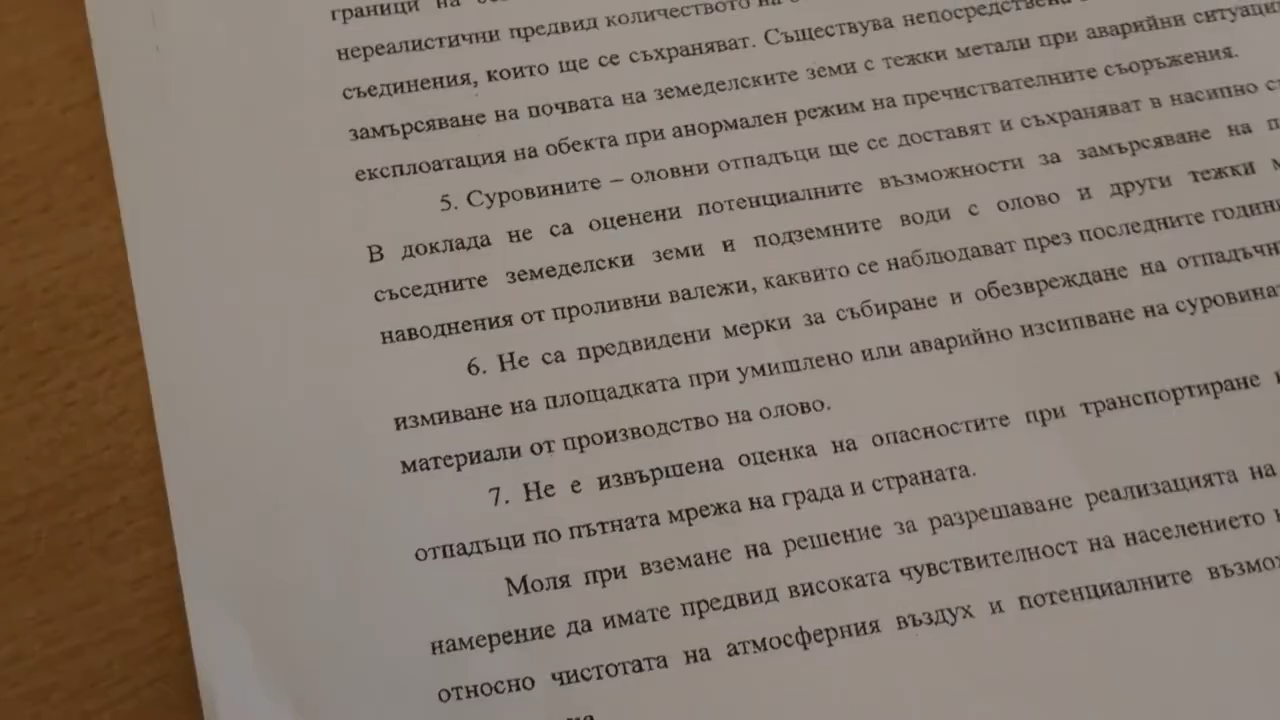 граници на
нереалистични предвид количеството на
съединения, които ще се съхраняват. Съществува непосредствена
замърсяване на почвата на земеделските земи с тежки метали при аварийни ситуации
експлоатация на обекта при анормален режим на пречиствателните съоръжения.
5. Суровините – оловни отпадъци ще се доставят и съхраняват в насипно
В доклада не са оценени потенциалните възможности за замърсяване на
съседните земеделски земи и подземните води с олово и други тежки
наводнения от проливни валежи, каквито се наблюдават през последните години
6. Не са предвидени мерки за събиране и обезвреждане на отпадъчни
измиване на площадката при умишлено или аварийно изсипване на суровинат
материали от производство на олово.
7. Не е извършена оценка на опасностите при транспортиране
отпадъци по пътната мрежа на града и страната.
Моля при вземане на решение за разрешаване реализацията на
намерение да имате предвид високата чувствителност на населението
относно чистотата на атмосферния въздух и потенциалните възмо